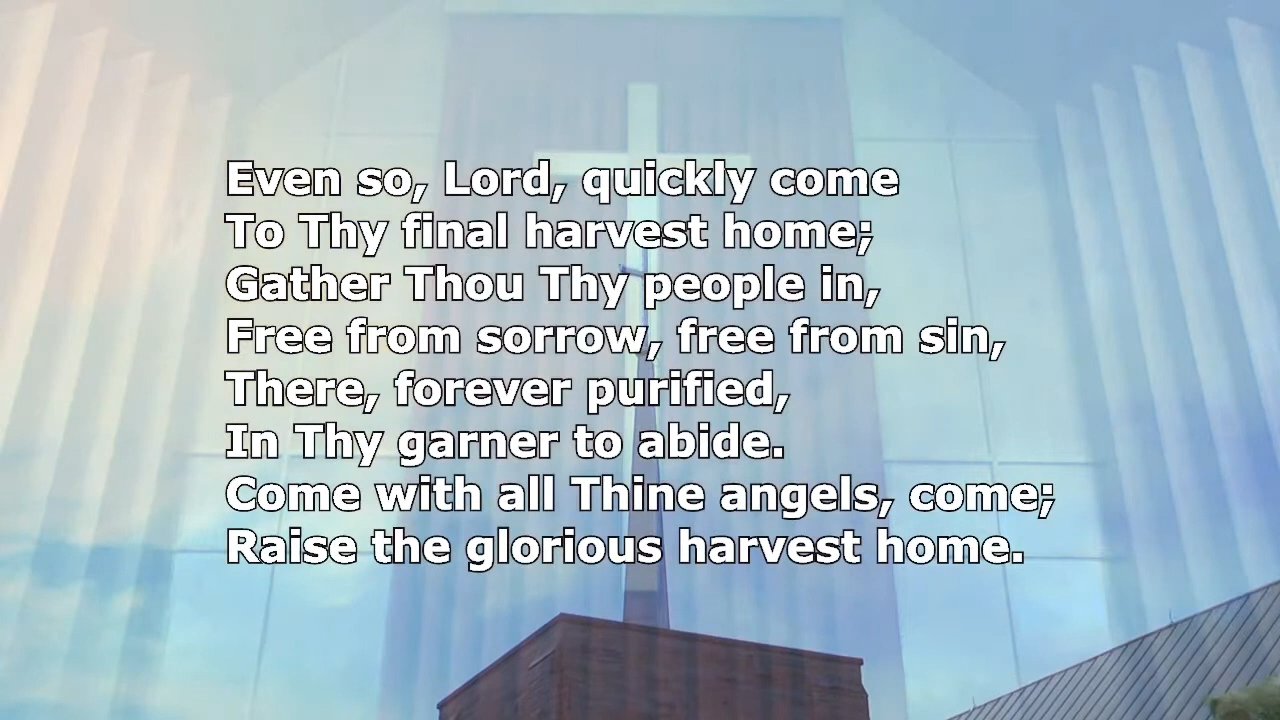 Even so, Lord, quickly come
To Thy final harvest home;
Gather Thou Thy people in,
Free from sorrow, free from sin,
There, forever purified,
In Thy garner to abide.
Come with all Thine angels, come;
Raise the glorious harvest home.